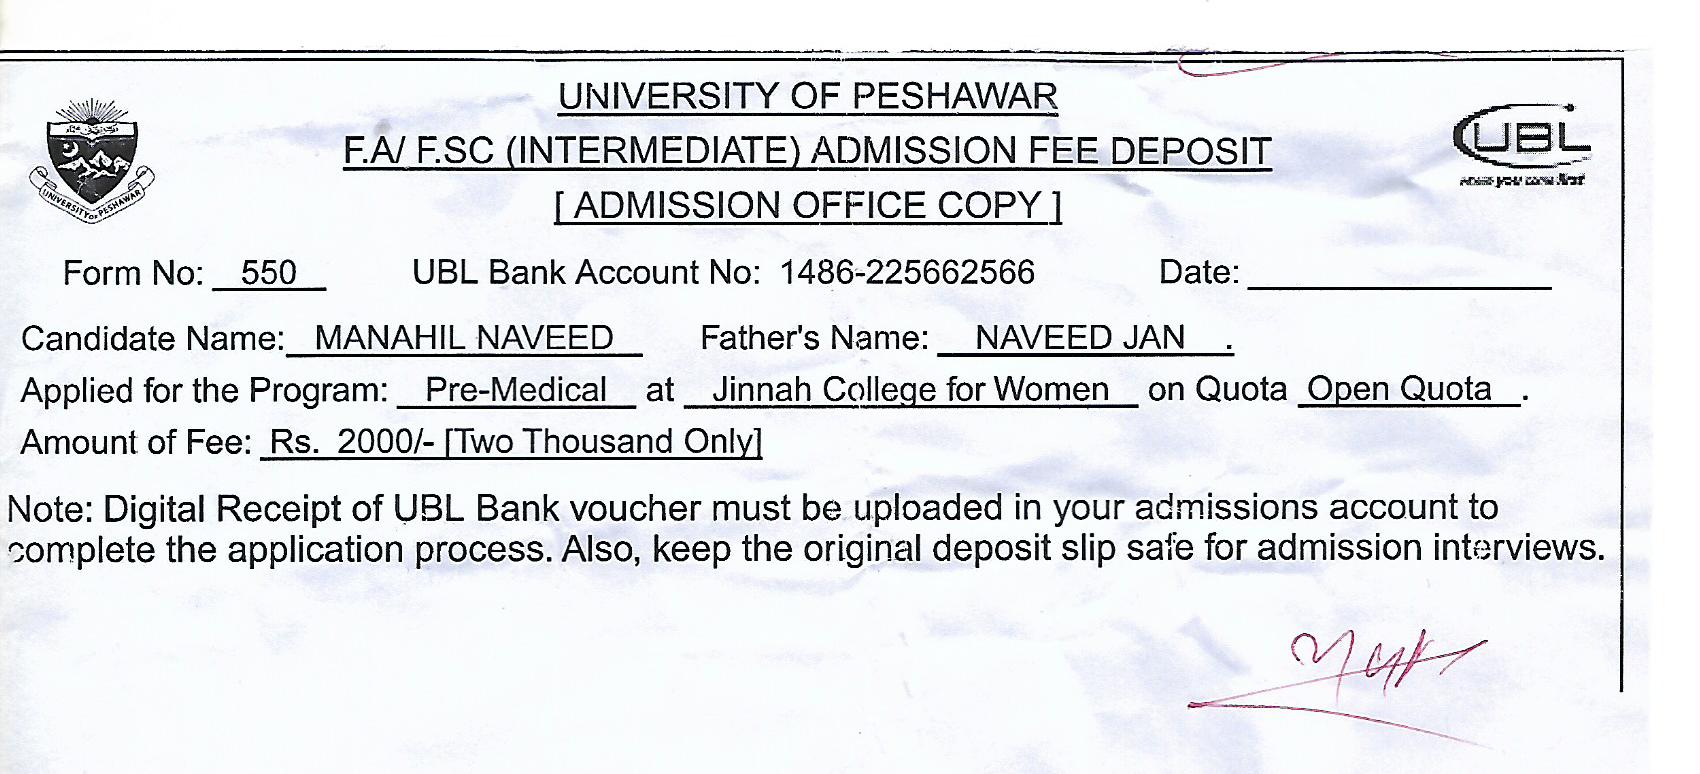 UNIVERSITY OF PESHAWAR
F.A/ F.SC (INTERMEDIATE) ADMISSION FEE DEPOSIT
[ ADMISSION OFFICE COPY ]
UNIVERSITY OF PESHAWAR
UBL
where you come first
Form No: 550 UBL Bank Account No: 1486-225662566 Date:
Candidate Name: MANAHIL NAVEED Father's Name: NAVEED JAN .
Applied for the Program: Pre-Medical at Jinnah College for Women on Quota Open Quota .
Amount of Fee: Rs. 2000/- [Two Thousand Only]
Note: Digital Receipt of UBL Bank voucher must be uploaded in your admissions account to
complete the application process. Also, keep the original deposit slip safe for admission interviews.